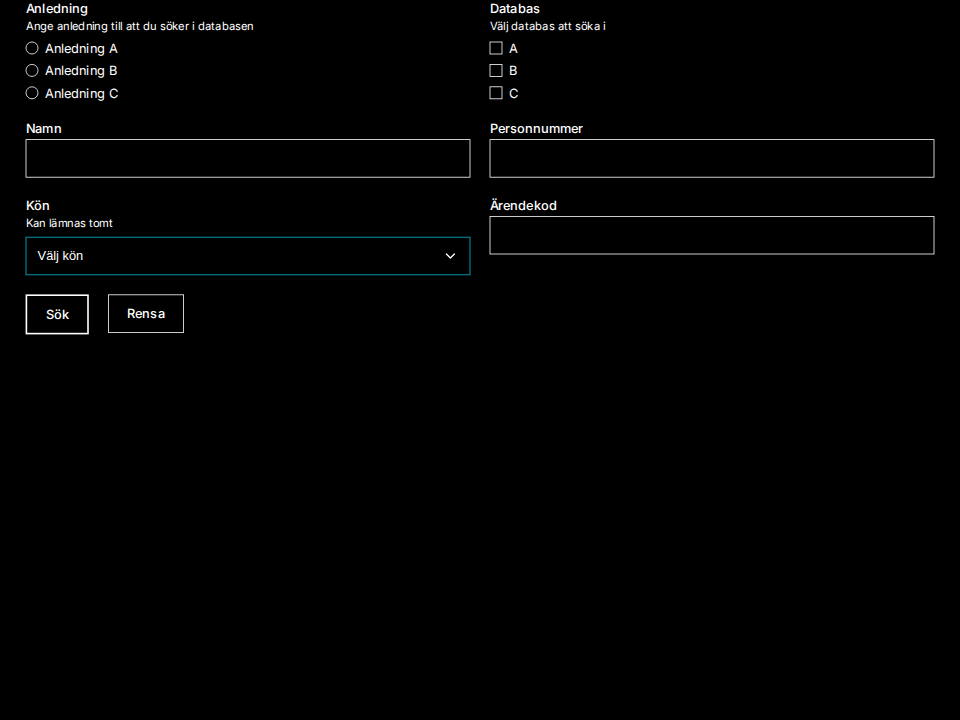 Anledning
Ange anledning till att du söker i databasen
Anledning A
Anledning B
Anledning C
Databas
Välj databas att söka i
A
B
C
Namn
Personnummer
Kön
Kan lämnas tomt
Välj kön
Ärendekod
Sök
Rensa